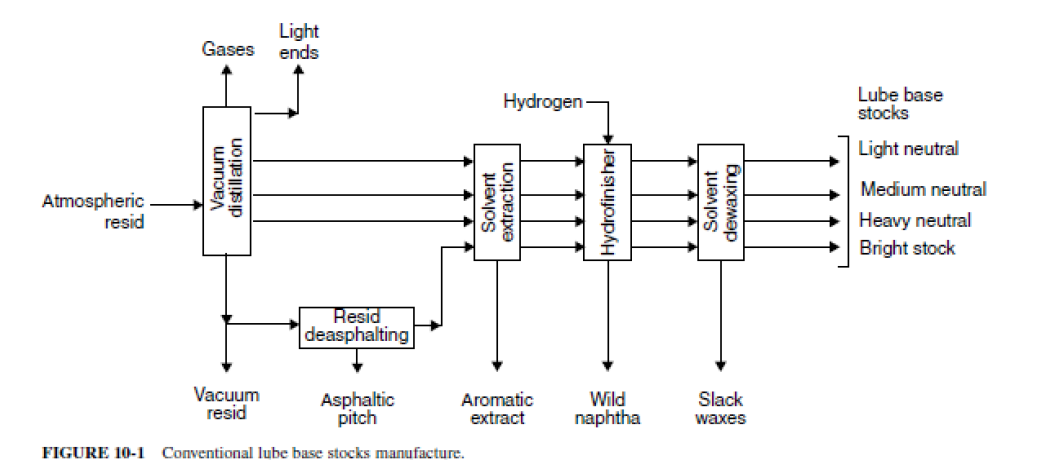 Light
ends
Gases
Hydrogen
Lube base
stocks
Vacuum
distillation
Solvent
extraction
Hydrofinisher
Solvent
dewaxing
Light neutral
Medium neutral
Heavy neutral
Bright stock
Atmospheric
resid
Resid
deasphalting
Vacuum
resid
Asphaltic
pitch
Aromatic
extract
Wild
naphtha
Slack
waxes
FIGURE 10-1 Conventional lube base stocks manufacture.